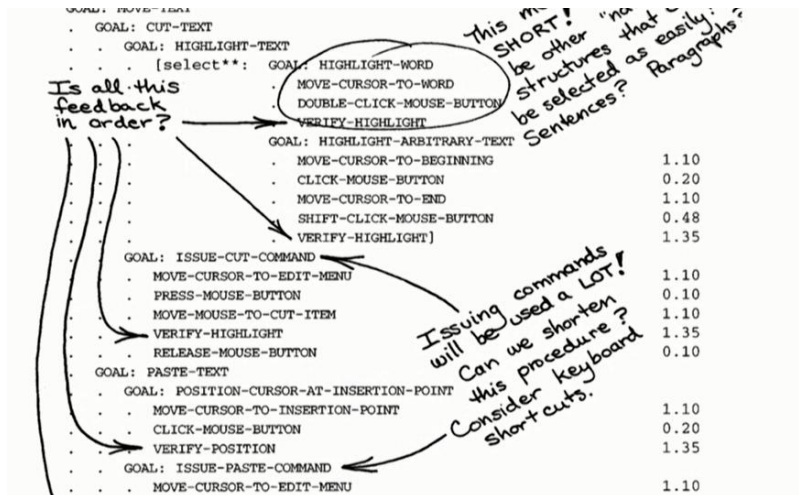 GOAL: MOVE-TEXT
. GOAL: CUT-TEXT
. . GOAL: HIGHLIGHT-TEXT
. . . [select**: GOAL: HIGHLIGHT-WORD
. . . . MOVE-CURSOR-TO-WORD
. . . . DOUBLE-CLICK-MOUSE-BUTTON
. . . . VERIFY-HIGHLIGHT
. . . GOAL: HIGHLIGHT-ARBITRARY-TEXT
. . . . MOVE-CURSOR-TO-BEGINNING 1.10
. . . . CLICK-MOUSE-BUTTON 0.20
. . . . MOVE-CURSOR-TO-END 1.10
. . . . SHIFT-CLICK-MOUSE-BUTTON 0.48
. . . . VERIFY-HIGHLIGHT] 1.35
. . GOAL: ISSUE-CUT-COMMAND
. . . MOVE-CURSOR-TO-EDIT-MENU 1.10
. . . PRESS-MOUSE-BUTTON 0.10
. . . MOVE-MOUSE-TO-CUT-ITEM 1.10
. . . VERIFY-HIGHLIGHT 1.35
. . . RELEASE-MOUSE-BUTTON 0.10
. GOAL: PASTE-TEXT
. . GOAL: POSITION-CURSOR-AT-INSERTION-POINT
. . . MOVE-CURSOR-TO-INSERTION-POINT 1.10
. . . CLICK-MOUSE-BUTTON 0.20
. . . VERIFY-POSITION 1.35
. . GOAL: ISSUE-PASTE-COMMAND
. . . MOVE-CURSOR-TO-EDIT-MENU 1.10
Is all this
feedback
in order?
This
SHORT!
be other
structures that
be selected as easily?
Sentences? Paragraphs?
Issuing commands
will be used a LOT!
Can we shorten
this procedure?
Consider keyboard
shortcuts.